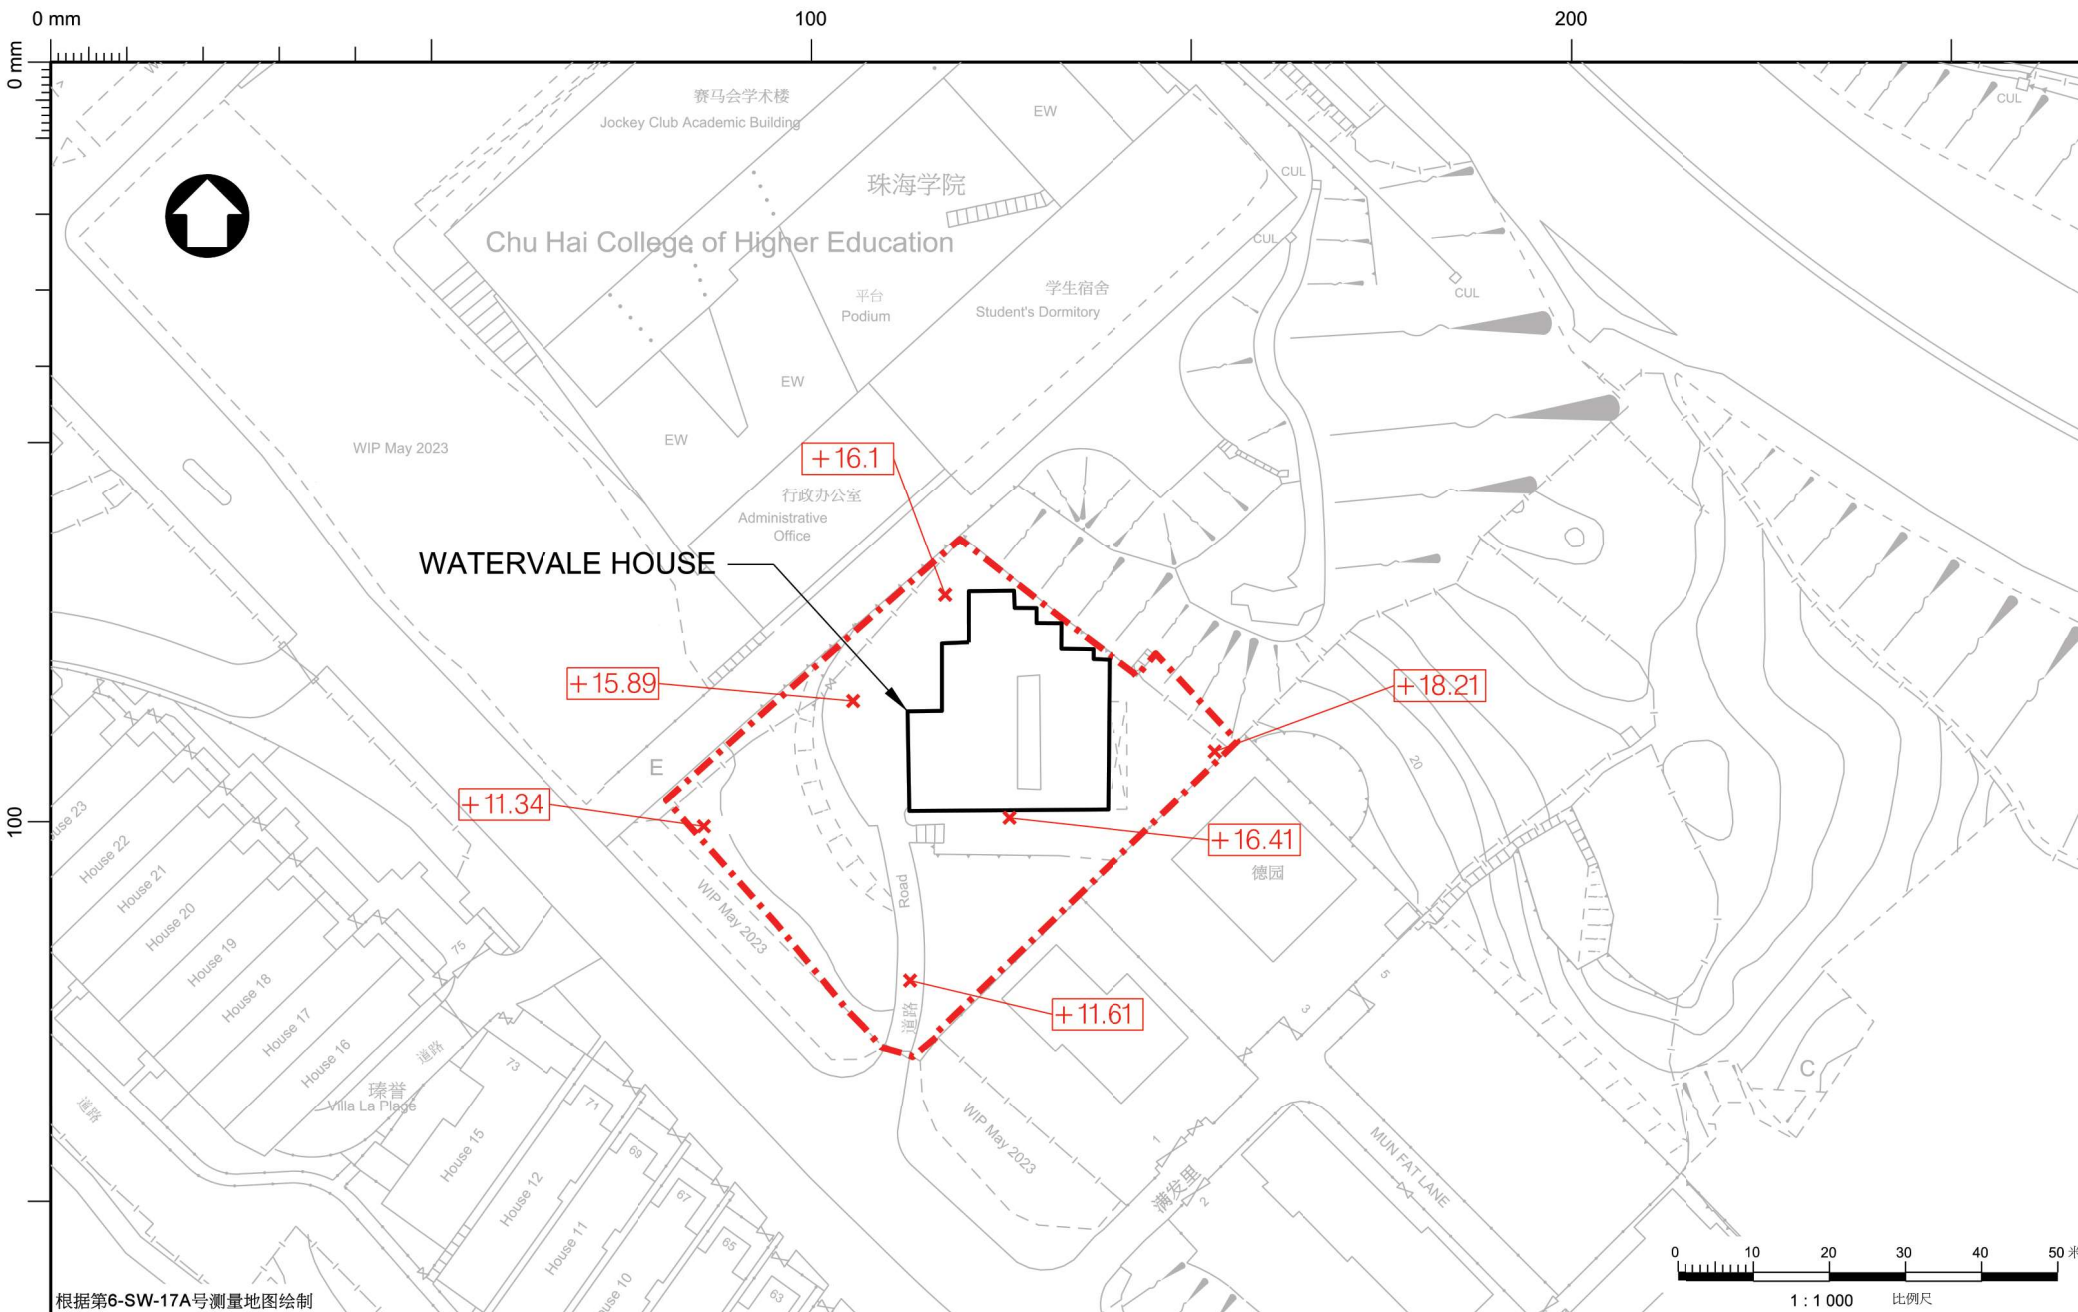 0 mm
100
200
0 mm
CUL
赛马会学术楼
Jockey Club Academic Building
EW
珠海学院
CUL
Chu Hai College of Higher Education
CUL
CUL
学生宿舍
Student's Dormitory
平台
Podium
EW
EW
WIP May 2023
+16.1
行政办公室
Administrative
Office
WATERVALE HOUSE
+15.89
+18.21
E
20
+11.34
100
+16.41
德园
House 22
House 21
House 20
House 19
House 18
House 17
House 16
75
WIP May 2023
Road
道路
+11.61
5
3
道路
瑧誉
Villa La Plage
道路
73
71
69
67
65
63
House 15
House 12
House 11
WIP May 2023
1
满发里
2
MUN FAT LANE
C
0
10
20
30
40
50 米
1 : 1 000
比例尺
根据第6-SW-17A号测量地图绘制